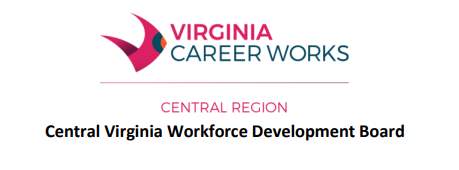 VIRGINIA
CAREER WORKS
CENTRAL REGION
Central Virginia Workforce Development Board